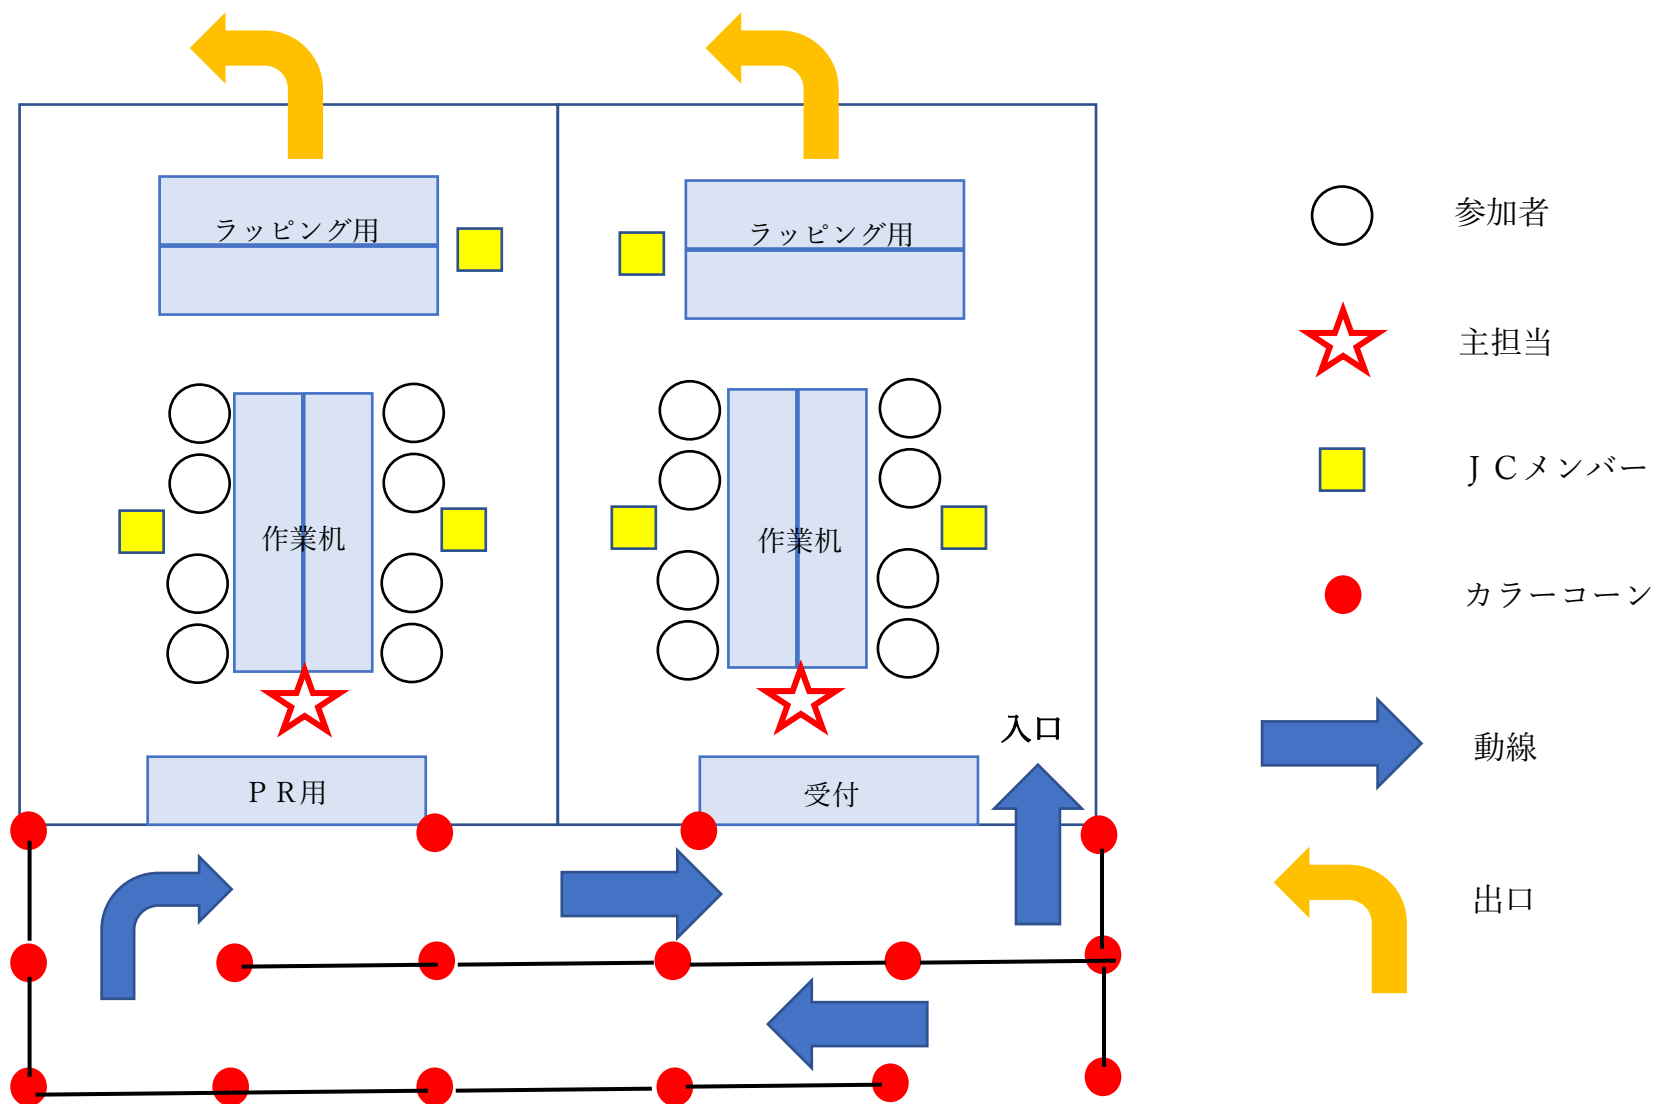 ラッピング用
ラッピング用
作業机
作業机
入口
ＰＲ用
受付
参加者
主担当
ＪＣメンバー
カラーコーン
動線
出口